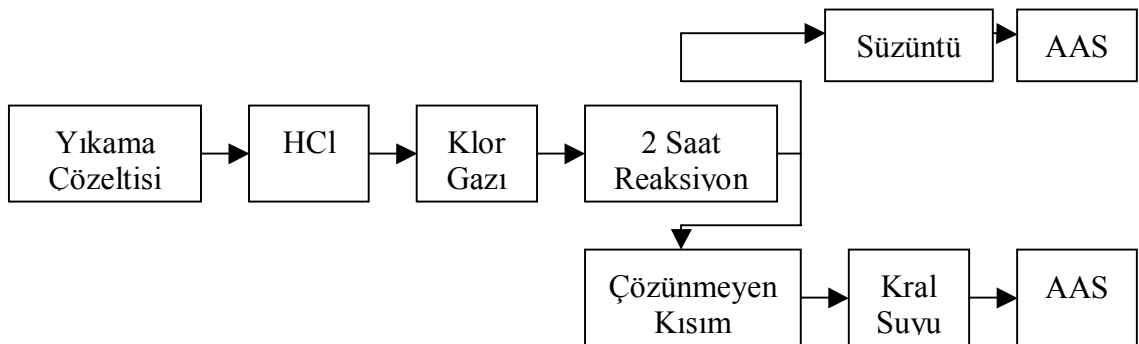 Süzüntü
AAS
Yıkama
Çözeltisi
HCl
Klor
Gazı
2 Saat
Reaksiyon
Çözünmeyen
Kısım
Kral
Suyu
AAS